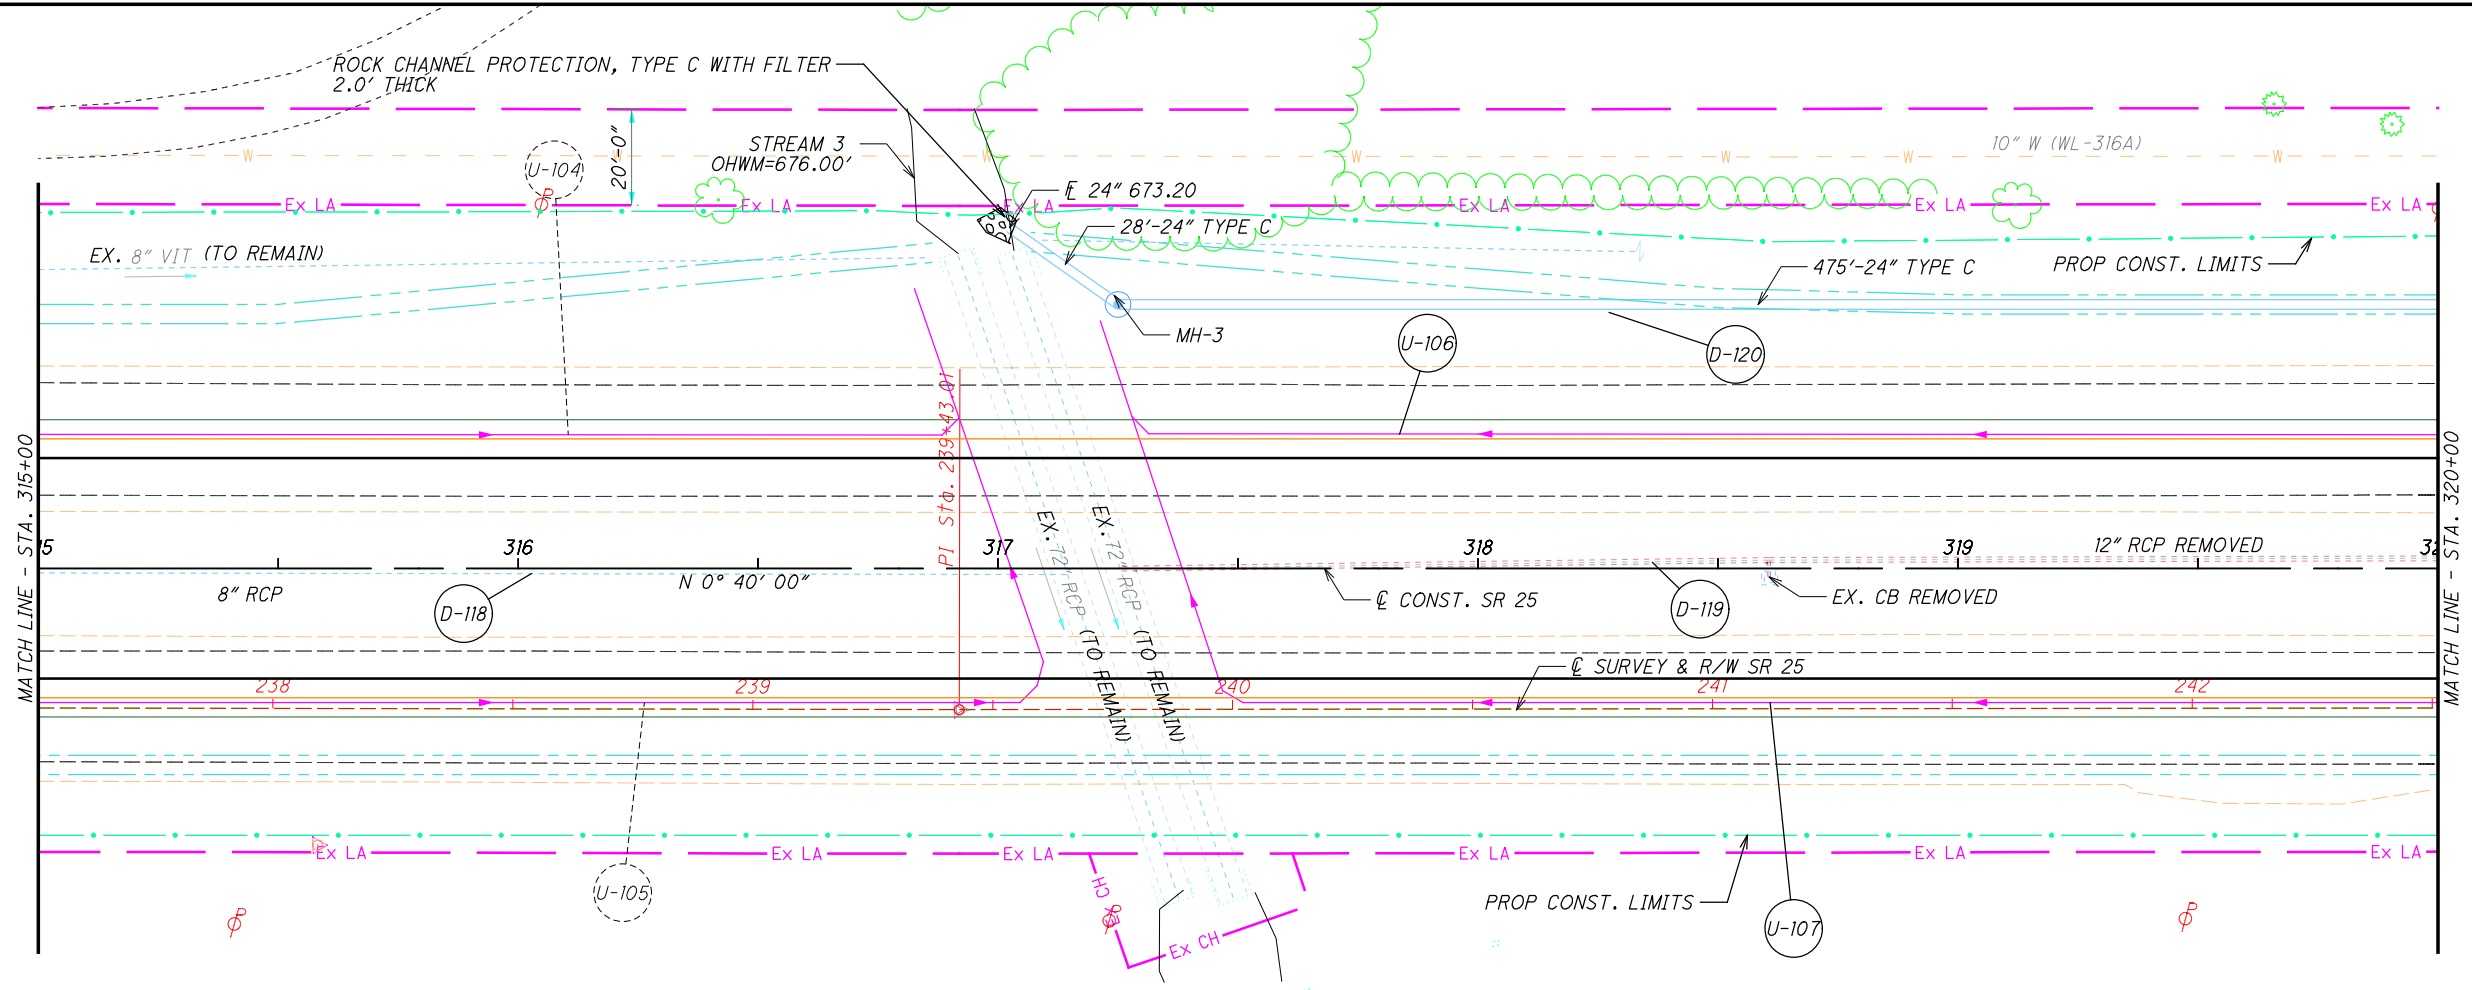 ROCK CHANNEL PROTECTION, TYPE C WITH FILTER
2.0' THICK
20'-0"
STREAM 3
OHWM=676.00'
W W W W W W W
10" W (WL-316A)
U-104
P
Ex LA Ex LA Ex LA Ex LA Ex LA Ex LA
℄ 24" 673.20
28'-24" TYPE C
EX. 8" VIT (TO REMAIN)
475'-24" TYPE C
PROP CONST. LIMITS
MH-3
U-106
D-120
PI Sta. 239+43.01
MATCH LINE - STA. 315+00
MATCH LINE - STA. 320+00
15 316 317 318 319 32
EX. 72" RCP (TO REMAIN)
EX. 72" RCP (TO REMAIN)
12" RCP REMOVED
8" RCP
D-118
N 0° 40' 00"
℄ CONST. SR 25
D-119
EX. CB REMOVED
℄ SURVEY & R/W SR 25
238 239 240 241 242
Ex LA Ex LA Ex LA Ex LA Ex LA Ex LA
U-105
P P P
Ex CH
Ex CH
PROP CONST. LIMITS
U-107